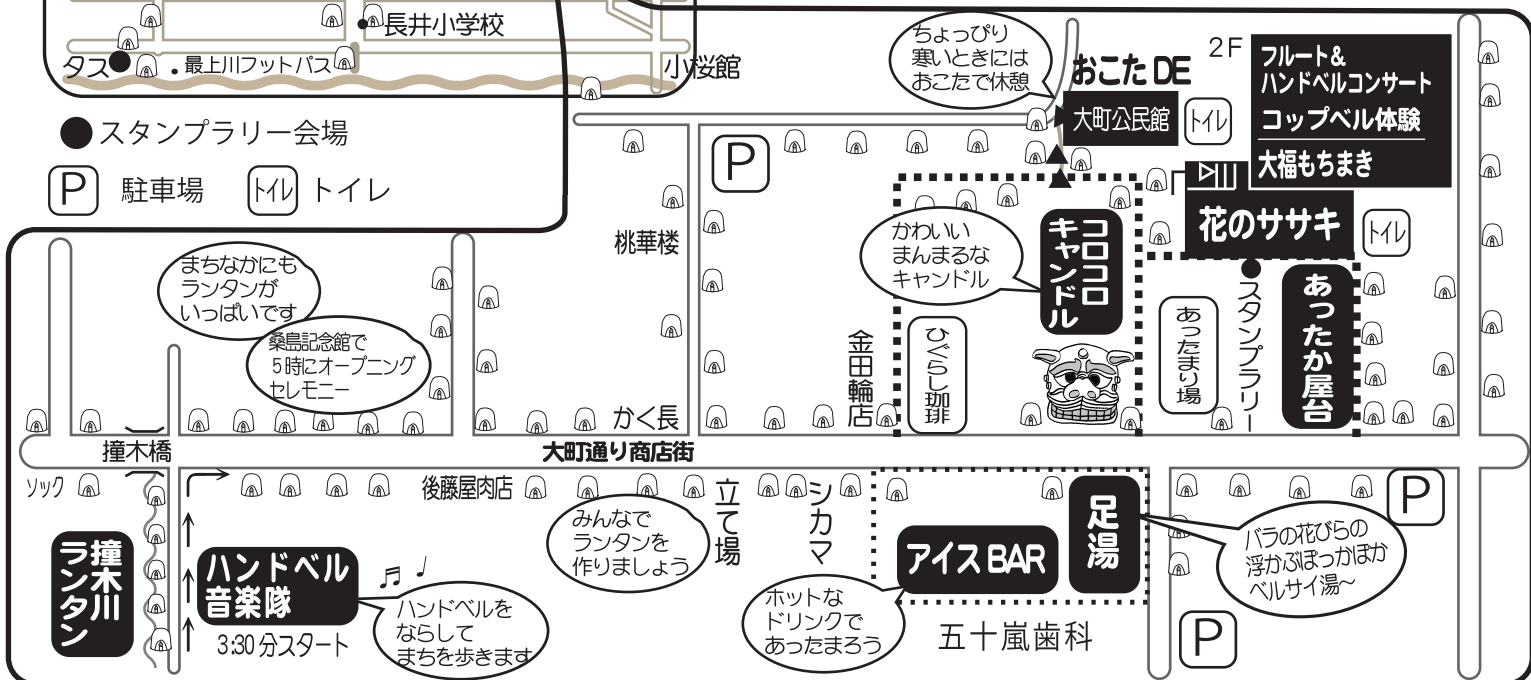 長井小学校
タス
最上川フットパス
小桜館
スタンプラリー会場
P 駐車場
トイレ トイレ
ちょっぴり
寒いときには
おこたで休憩
おこたDE
大町公民館
トイレ
2F
フルート&
ハンドベルコンサート
コップベル体験
大福もちまき
花のササキ
トイレ
P
桃華楼
かわいい
まんまるな
キャンドル
コロコロ
キャンドル
ひぐらし珈琲
金田輪店
あったまり場
スタンプラリー
あったか屋台
まちなかにも
ランタンが
いっぱいです
桑島記念館で
5時にオープニング
セレモニー
かく長
撞木橋
大町通り商店街
ソック
後藤屋肉店
立て場
シカマ
撞木川
ランタン
ハンドベル
音楽隊
3:30分スタート
ハンドベルを
ならして
まちを歩きます
みんなで
ランタンを
作りましょう
ホットな
ドリンクで
あったまろう
アイスBAR
足湯
五十嵐歯科
バラの花びらの
浮かぶぽっかぽか
ベルサイ湯～
P
P